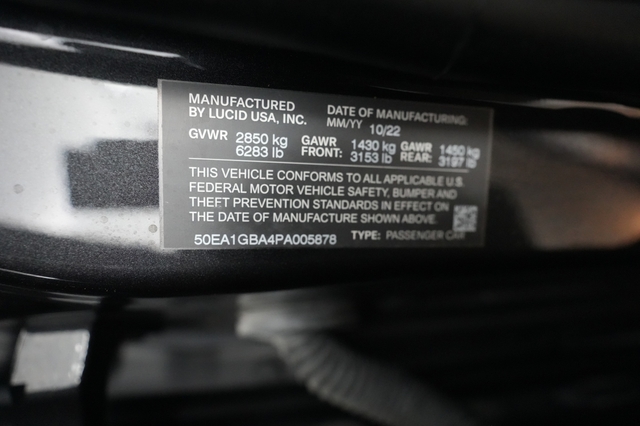 MANUFACTURED
BY LUCID USA, INC.
DATE OF MANUFACTURING:
MM/YY 10/22
GVWR 2850 kg
6283 lb
GAWR FRONT: 1430 kg
3153 lb
GAWR REAR: 1450 kg
3197 lb
THIS VEHICLE CONFORMS TO ALL APPLICABLE U.S.
FEDERAL MOTOR VEHICLE SAFETY, BUMPER AND
THEFT PREVENTION STANDARDS IN EFFECT ON
THE DATE OF MANUFACTURE SHOWN ABOVE.
50EA1GBA4PA005878 TYPE: PASSENGER CAR